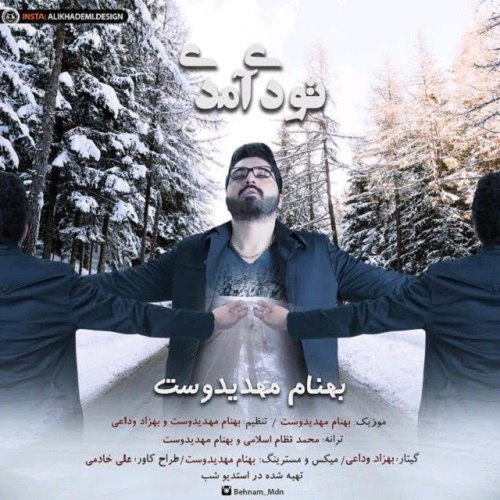 INSTA: ALIKHADEMI.DESIGN
تو دی آمدی
بهنام مهدیدوست
موزیک: بهنام مهدیدوست / تنظیم: بهنام مهدیدوست و بهزاد وداعی
ترانه: محمد نظام اسلامی و بهنام مهدیدوست
گیتار: بهزاد وداعی/ میکس و مسترینگ: بهنام مهدیدوست/ طراح کاور: علی خادمی
تهیه شده در استدیو شب
Behnam_Mdn